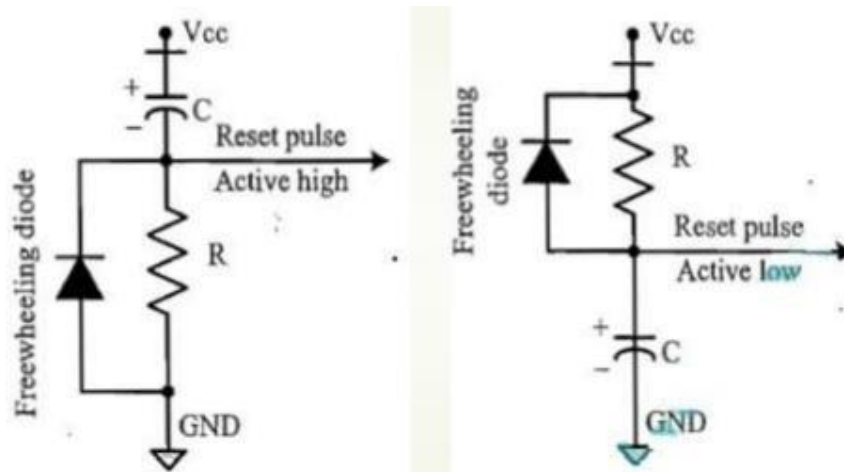 Vcc
+
C
−
Reset pulse
Active high
Freewheeling diode
R
GND
Vcc
Freewheeling
diode
R
Reset pulse
Active low
+
C
−
GND